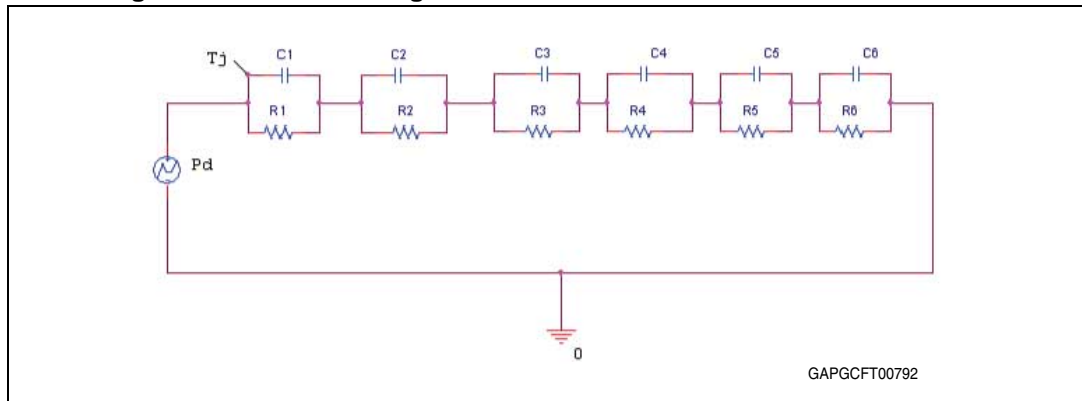 Tj C1 C2 C3 C4 C5 C6
R1 R2 R3 R4 R5 R6
Pd
0
GAPGCFT00792